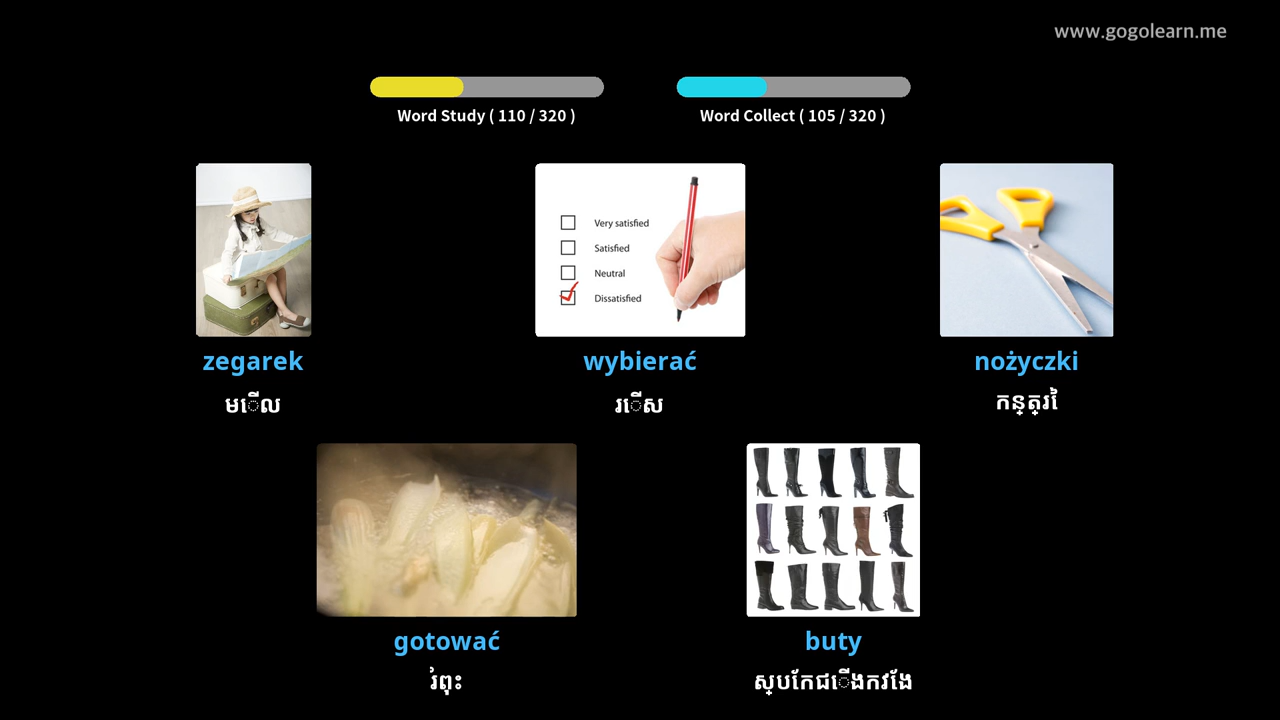 www.gogolearn.me
Word Study ( 110 / 320 )
Word Collect ( 105 / 320 )
Very satisfied
Satisfied
Neutral
Dissatisfied
zegarek
wybierać
nożyczki
មើល
រើស
កន្ត្រៃ
gotować
buty
រំពុះ
ស្បែកជើងកវែង